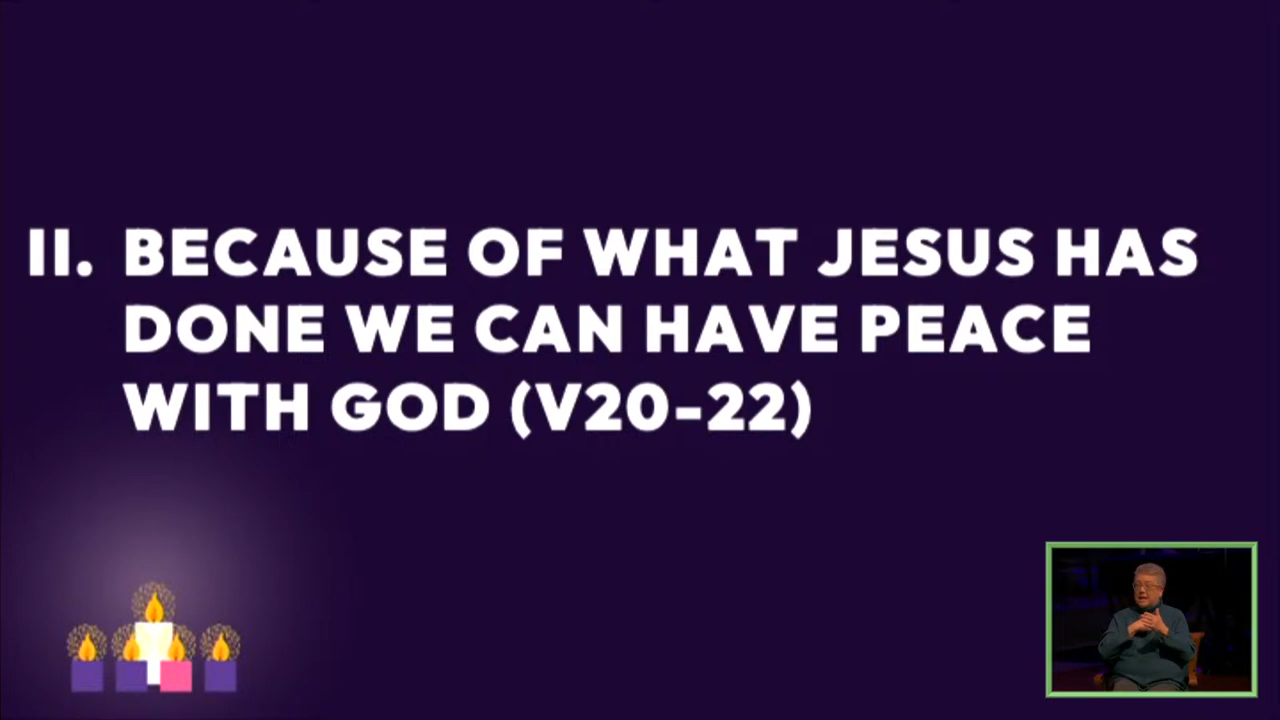 II. BECAUSE OF WHAT JESUS HAS
DONE WE CAN HAVE PEACE
WITH GOD (V20-22)